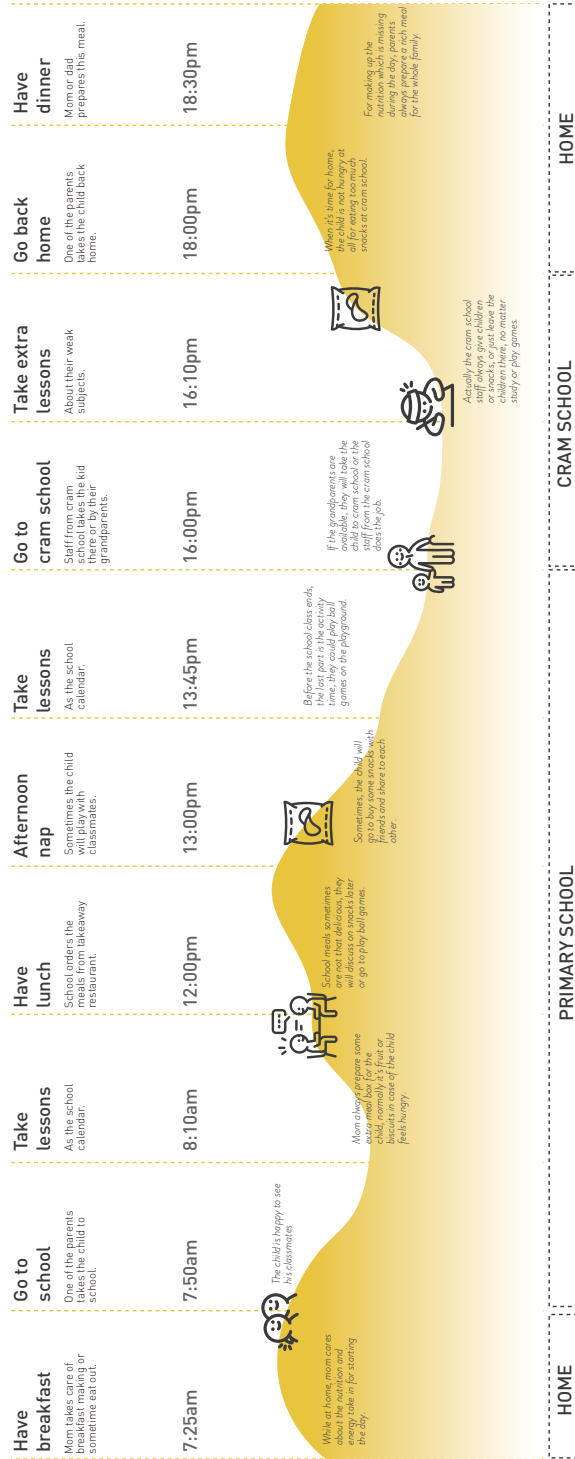 Have
breakfast
Mom takes care of
breakfast making or
sometime eat out.
7:25am
While at home, mom cares
about the nutrition and
energy take in for starting
the day.
Go to
school
One of the parents
takes the child to
school.
7:50am
The child is happy to see
his classmates
Take
lessons
As the school
calendar.
8:10am
Mom always prepare some
extra meal box for the
child, normally it's fruit or
biscuits in case of the child
feels hungry.
Have
lunch
School orders the
meals from takeaway
restaurant.
12:00pm
School meals sometimes
are not that delicious, they
will discuss on snacks later
or go to play ball games.
Afternoon
nap
Sometimes the child
will play with
classmates.
13:00pm
Sometimes, the child will
go to buy some snacks with
friends and share to each
other.
Take
lessons
As the school
calendar.
13:45pm
Before the school class ends,
the last part is the activity
time, they could play ball
games on the playground.
Go to
cram school
Staff from cram
school takes the kid
there or by their
grandparents.
16:00pm
If the grandparents are
available, they will take the
child to cram school or the
staff from the cram school
does the job.
Take extra
lessons
About their weak
subjects.
16:10pm
Actually the cram school
staff always give children
or snacks, or just leave the
children there, no matter
study or play games.
Go back
home
One of the parents
takes the child back
home.
18:00pm
When it's time for home,
the child is not hungry at
all for eating too much
snacks at cram school.
Have
dinner
Mom or dad
prepares this meal.
18:30pm
For making up the
nutrition which is missing
during the day, parents
always prepare a rich meal
for the whole family.
HOME
PRIMARY SCHOOL
CRAM SCHOOL
HOME